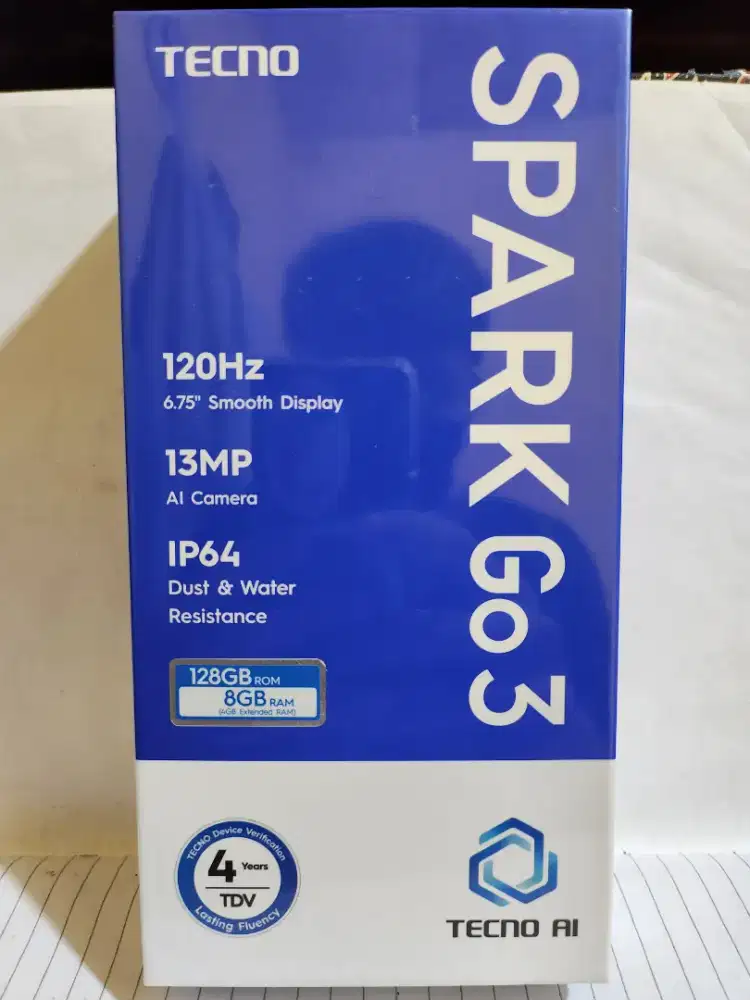 TECNO
SPARK Go 3
120Hz
6.75" Smooth Display
13MP
AI Camera
IP64
Dust & Water
Resistance
128GB ROM
8GB RAM
(4GB Extended RAM)
TECNO Device Verification
4 Years
TDV
Lasting Fluency
TECNO AI